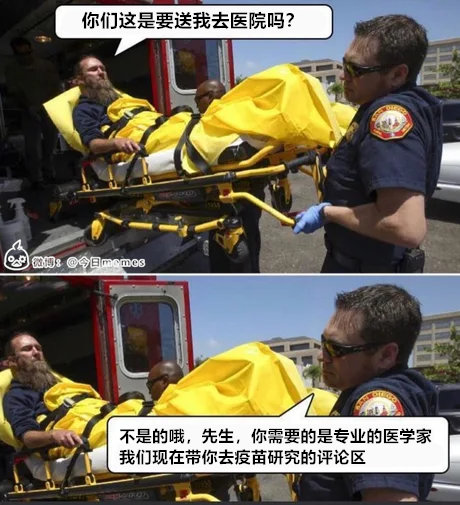 你们这是要送我去医院吗？
微博：@今日memes
不是的哦，先生，你需要的是专业的医学家
我们现在带你去疫苗研究的评论区